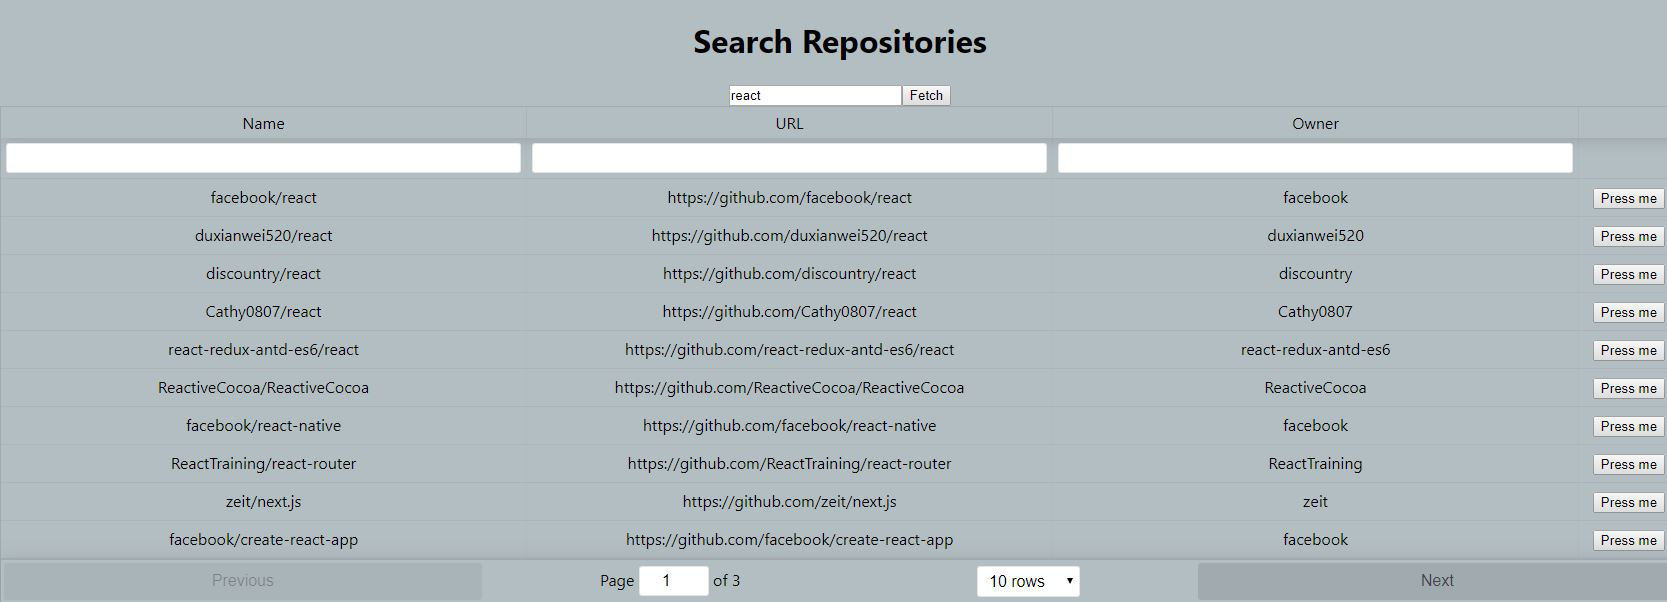 Search Repositories
react Fetch
Name URL Owner
facebook/react https://github.com/facebook/react facebook Press me
duxianwei520/react https://github.com/duxianwei520/react duxianwei520 Press me
discountry/react https://github.com/discountry/react discountry Press me
Cathy0807/react https://github.com/Cathy0807/react Cathy0807 Press me
react-redux-antd-es6/react https://github.com/react-redux-antd-es6/react react-redux-antd-es6 Press me
ReactiveCocoa/ReactiveCocoa https://github.com/ReactiveCocoa/ReactiveCocoa ReactiveCocoa Press me
facebook/react-native https://github.com/facebook/react-native facebook Press me
ReactTraining/react-router https://github.com/ReactTraining/react-router ReactTraining Press me
zeit/next.js https://github.com/zeit/next.js zeit Press me
facebook/create-react-app https://github.com/facebook/create-react-app facebook Press me
Previous Page 1 of 3 10 rows Next